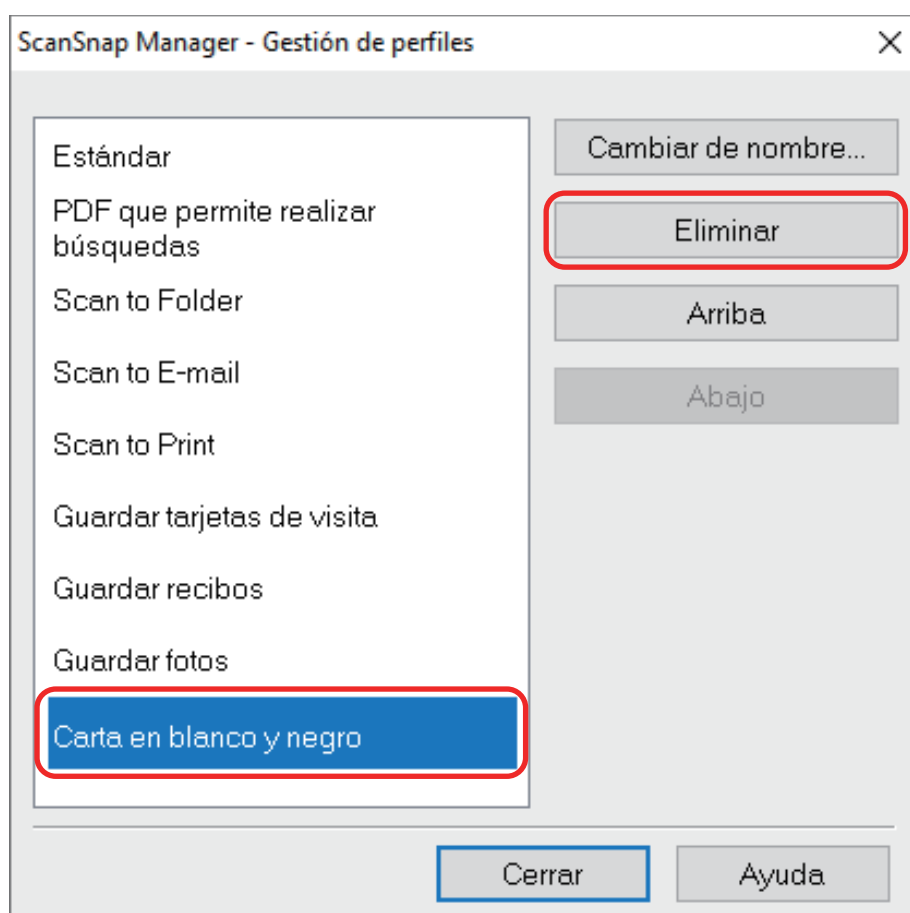 ScanSnap Manager - Gestión de perfiles
Estándar
PDF que permite realizar
búsquedas
Scan to Folder
Scan to E-mail
Scan to Print
Guardar tarjetas de visita
Guardar recibos
Guardar fotos
Carta en blanco y negro
Cambiar de nombre...
Eliminar
Arriba
Abajo
Cerrar
Ayuda